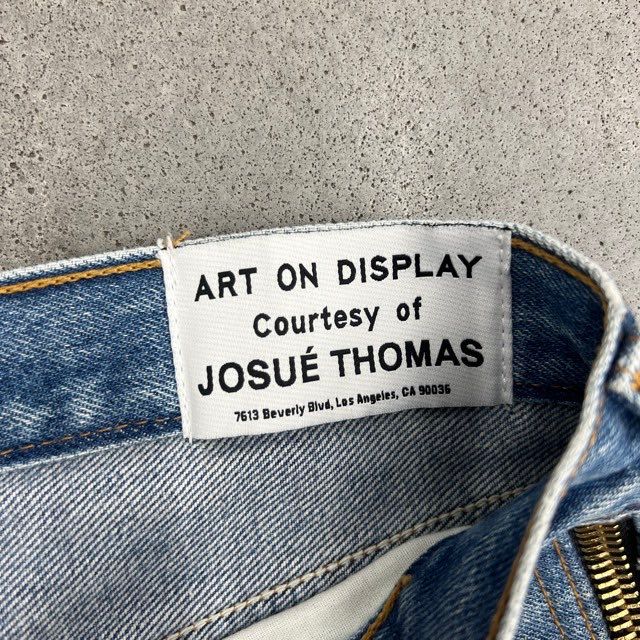 ART ON DISPLAY
Courtesy of
JOSUÉ THOMAS
7613 Beverly Blvd, Los Angeles, CA 90036